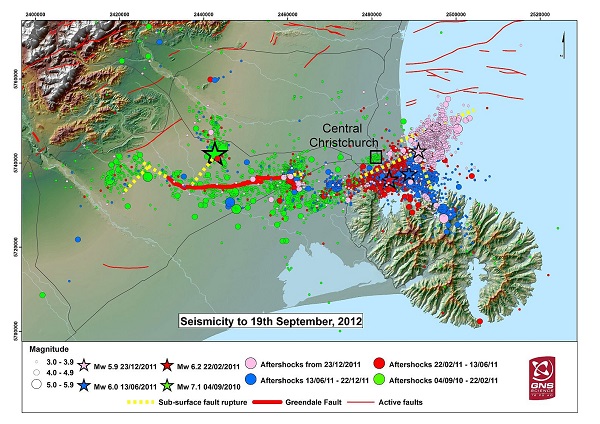 2400000 2420000 2440000 2460000 2480000 2500000 2520000
5760000
5740000
5720000
5700000
Central
Christchurch
Seismicity to 19th September, 2012
Magnitude
3.0 - 3.9
4.0 - 4.9
5.0 - 5.9
Mw 5.9 23/12/2011
Mw 6.0 13/06/2011
Mw 6.2 22/02/2011
Mw 7.1 04/09/2010
Aftershocks from 23/12/2011
Aftershocks 13/06/11 - 22/12/11
Aftershocks 22/02/11 - 13/06/11
Aftershocks 04/09/10 - 22/02/11
Sub-surface fault rupture
Greendale Fault
Active faults
GNS
SCIENCE